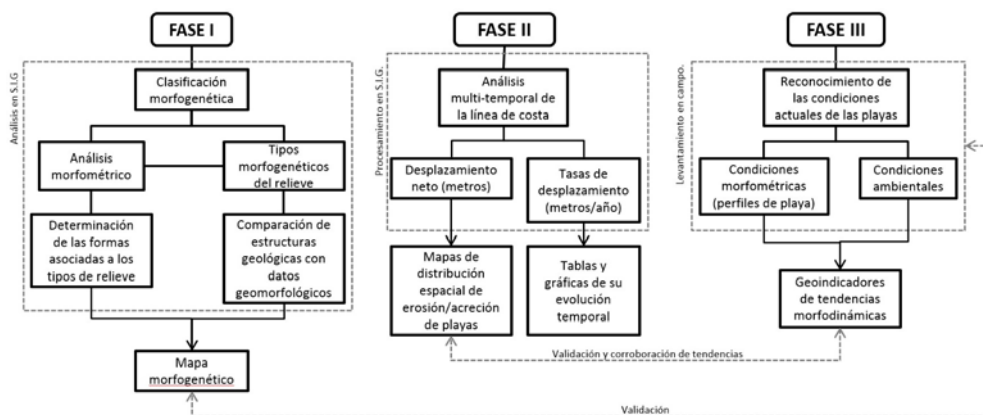 FASE I
Análisis en S.I.G
Clasificación
morfogenética
Análisis
morfométrico
Tipos
morfogenéticos
del relieve
Determinación
de las formas
asociadas a los
tipos de relieve
Comparación de
estructuras
geológicas con
datos
geomorfológicos
Mapa
morfogenético
FASE II
Procesamiento en S.I.G.
Análisis
multi-temporal de
la línea de costa
Desplazamiento
neto (metros)
Tasas de
desplazamiento
(metros/año)
Mapas de
distribución
espacial de
erosión/acreción
de playas
Tablas y
gráficas de su
evolución
temporal
FASE III
Levantamiento en campo.
Reconocimiento de
las condiciones
actuales de las playas
Condiciones
morfométricas
(perfiles de playa)
Condiciones
ambientales
Geoindicadores
de tendencias
morfodinámicas
Validación y corroboración de tendencias
Validación